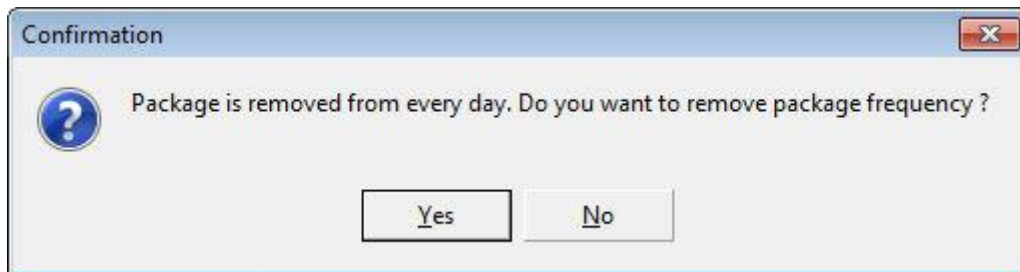 Confirmation
Package is removed from every day. Do you want to remove package frequency ?
Yes
No